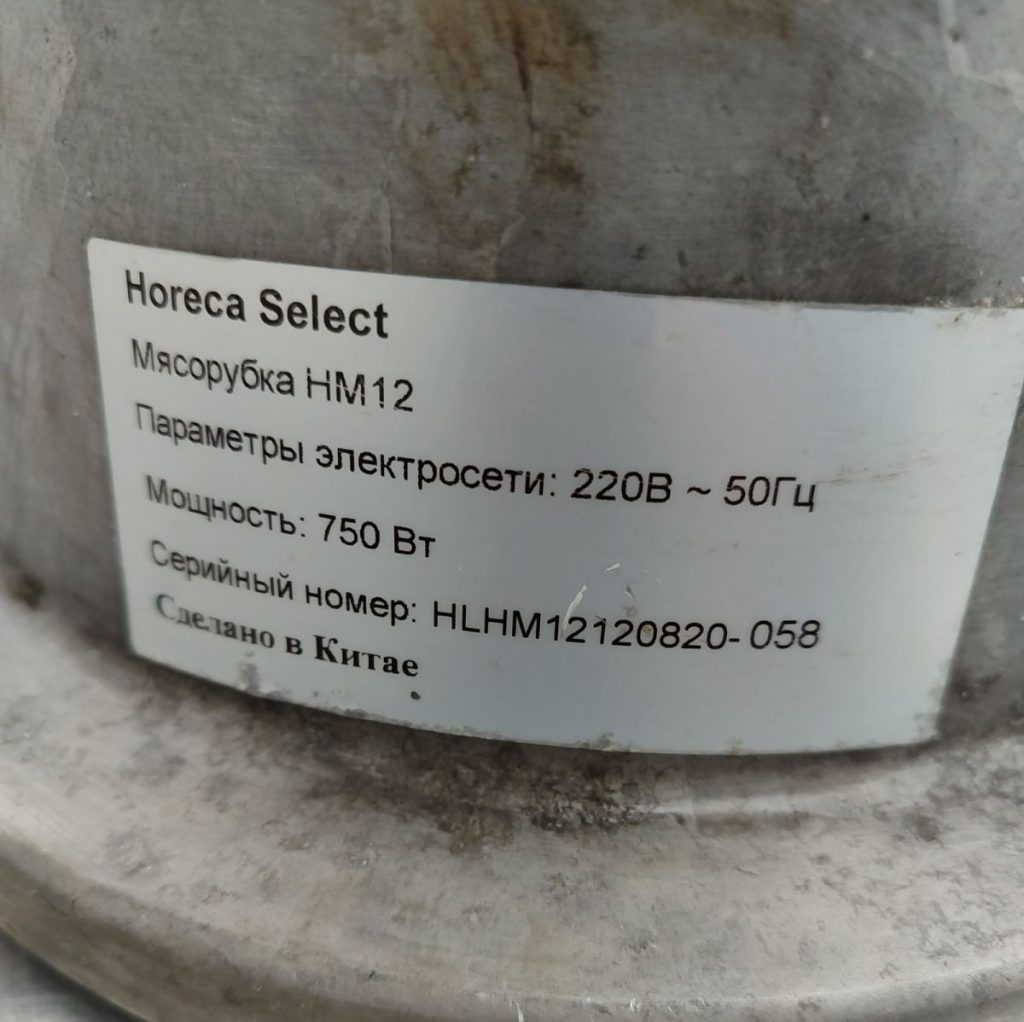 Horeca Select
Мясорубка HM12
Параметры электросети: 220В ~ 50Гц
Мощность: 750 Вт
Серийный номер: HLHM12120820- 058
Сделано в Китае